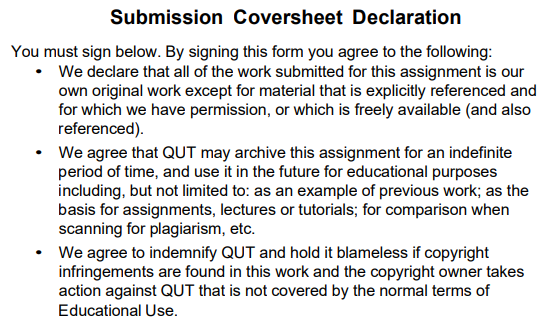 Submission Coversheet Declaration
You must sign below. By signing this form you agree to the following:
• We declare that all of the work submitted for this assignment is our
own original work except for material that is explicitly referenced and
for which we have permission, or which is freely available (and also
referenced).
• We agree that QUT may archive this assignment for an indefinite
period of time, and use it in the future for educational purposes
including, but not limited to: as an example of previous work; as the
basis for assignments, lectures or tutorials; for comparison when
scanning for plagiarism, etc.
• We agree to indemnify QUT and hold it blameless if copyright
infringements are found in this work and the copyright owner takes
action against QUT that is not covered by the normal terms of
Educational Use.